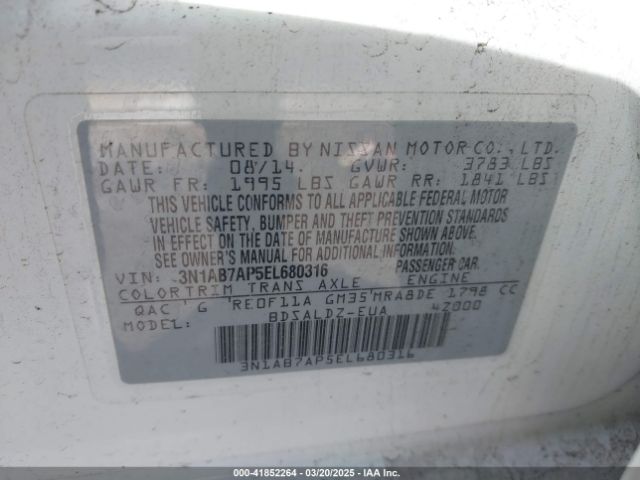 MANUFACTURED BY NISSAN MOTOR CO., LTD.
DATE: 08/14. GVWR: 3783 LBS
GAWR FR: 1995 LBS GAWR RR: 1841 LBS
THIS VEHICLE CONFORMS TO ALL APPLICABLE FEDERAL MOTOR
VEHICLE SAFETY, BUMPER AND THEFT PREVENTION STANDARDS
IN EFFECT ON THE DATE OF MANUFACTURE SHOWN ABOVE.
SEE OWNER'S MANUAL FOR ADDITIONAL INFORMATION.
VIN: 3N1AB7AP5EL680316 PASSENGER CAR.
COLOR TRIM TRANS AXLE ENGINE
QAC G RE0F11A GM35 MRA8DE 1798 CC
MODEL: BDSALDZ-EUA 42000
3N1AB7AP5EL680316
000-41852264 - 03/20/2025 - IAA Inc.